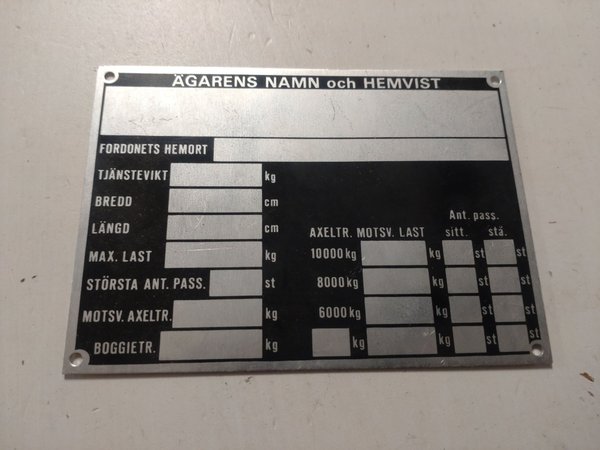 ÄGARENS NAMN och HEMVIST
FORDONETS HEMORT
TJÄNSTEVIKT kg
BREDD cm
LÄNGD cm
MAX. LAST kg
STÖRSTA ANT. PASS. st
MOTSV. AXELTR. kg
BOGGIETR. kg
Ant. pass.
AXELTR. MOTSV. LAST sitt. stå.
10000 kg kg st st
8000 kg kg st st
6000 kg kg st st
kg kg st st